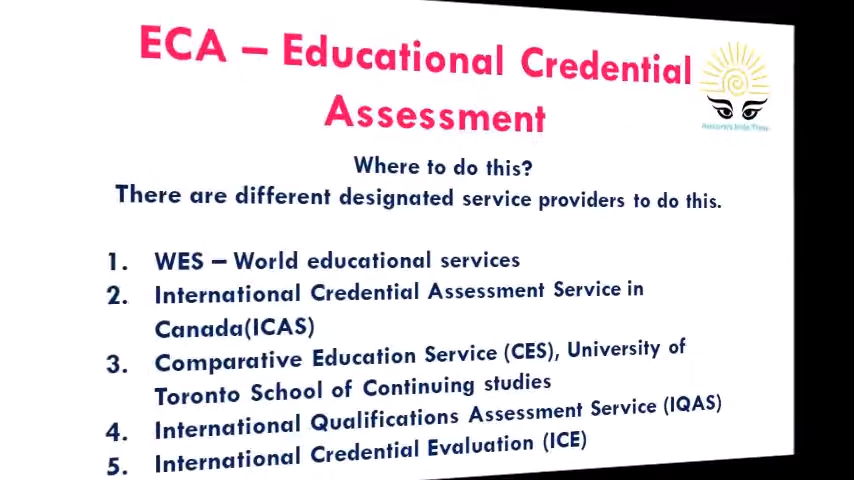 ECA – Educational Credential
Assessment
Where to do this?
There are different designated service providers to do this.
1. WES – World educational services
2. International Credential Assessment Service in
Canada(ICAS)
3. Comparative Education Service (CES), University of
Toronto School of Continuing studies
4. International Qualifications Assessment Service (IQAS)
5. International Credential Evaluation (ICE)